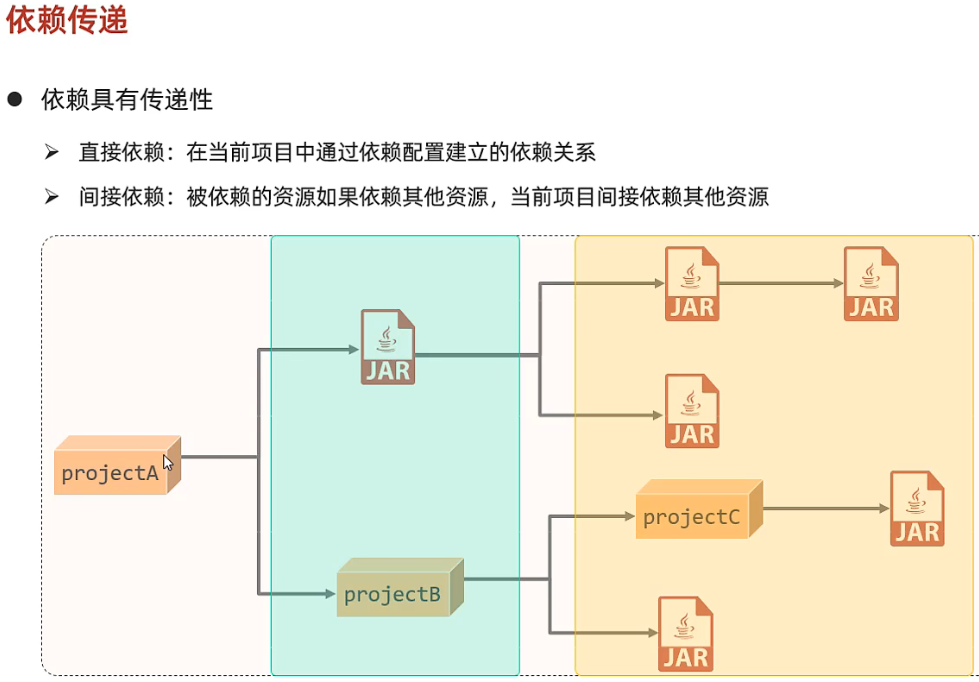 依赖传递
依赖具有传递性
直接依赖：在当前项目中通过依赖配置建立的依赖关系
间接依赖：被依赖的资源如果依赖其他资源，当前项目间接依赖其他资源
JAR
JAR
JAR
JAR
projectA
projectC
JAR
projectB
JAR